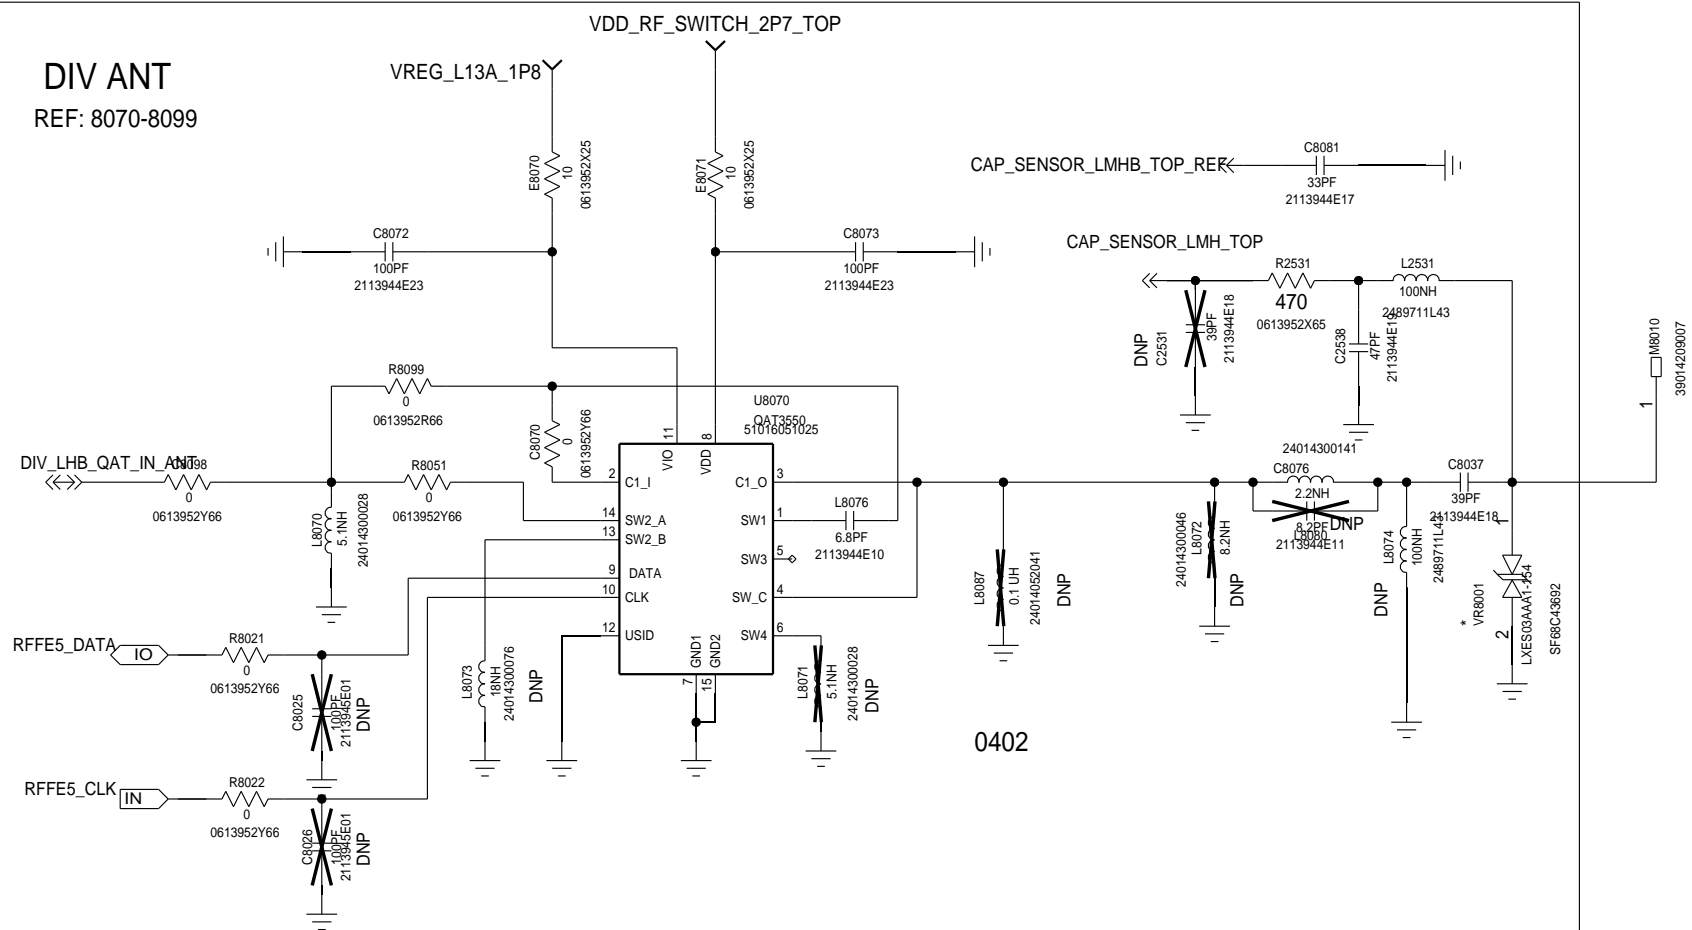 VDD_RF_SWITCH_2P7_TOP
DIV ANT
REF: 8070-8099
VREG_L13A_1P8
E8070
10
0613952X25
E8071
10
0613952X25
C8072
100PF
2113944E23
C8073
100PF
2113944E23
CAP_SENSOR_LMHB_TOP_REF
C8081
33PF
2113944E17
CAP_SENSOR_LMH_TOP
R2531
470
0613952X65
L2531
100NH
2489711L43
DNP
C2531
39PF
2113944E18
C2538
47PF
2113944E19
M8010
39014209007
1
R8099
0
0613952R66
C8070
0
0613952Y66
U8070
QAT3550
51016051025
11
8
VIO
VDD
DIV_LHB_QAT_IN_ANT
C8098
0
0613952Y66
R8051
0
0613952Y66
L8070
5.1NH
24014300028
2
C1_I
C1_O
3
14
SW2_A
SW1
1
13
SW2_B
SW3
5
9
DATA
10
CLK
SW_C
4
12
USID
SW4
6
GND1
GND2
7
15
L8076
6.8PF
2113944E10
24014300141
C8076
2.2NH
8.2PF
DNP
L8080
2113944E11
C8037
39PF
2113944E18
L8087
0.1 UH
24014052041
DNP
24014300046
L8072
8.2NH
DNP
L8074
100NH
2489711L43
DNP
1
2
*
VR8001
LXES03AAA1-154
SF68C43692
RFFE5_DATA
IO
R8021
0
0613952Y66
C8025
100PF
2113945E01
DNP
L8073
18NH
24014300076
DNP
L8071
5.1NH
24014300028
DNP
0402
RFFE5_CLK
IN
R8022
0
0613952Y66
C8026
100PF
2113945E01
DNP